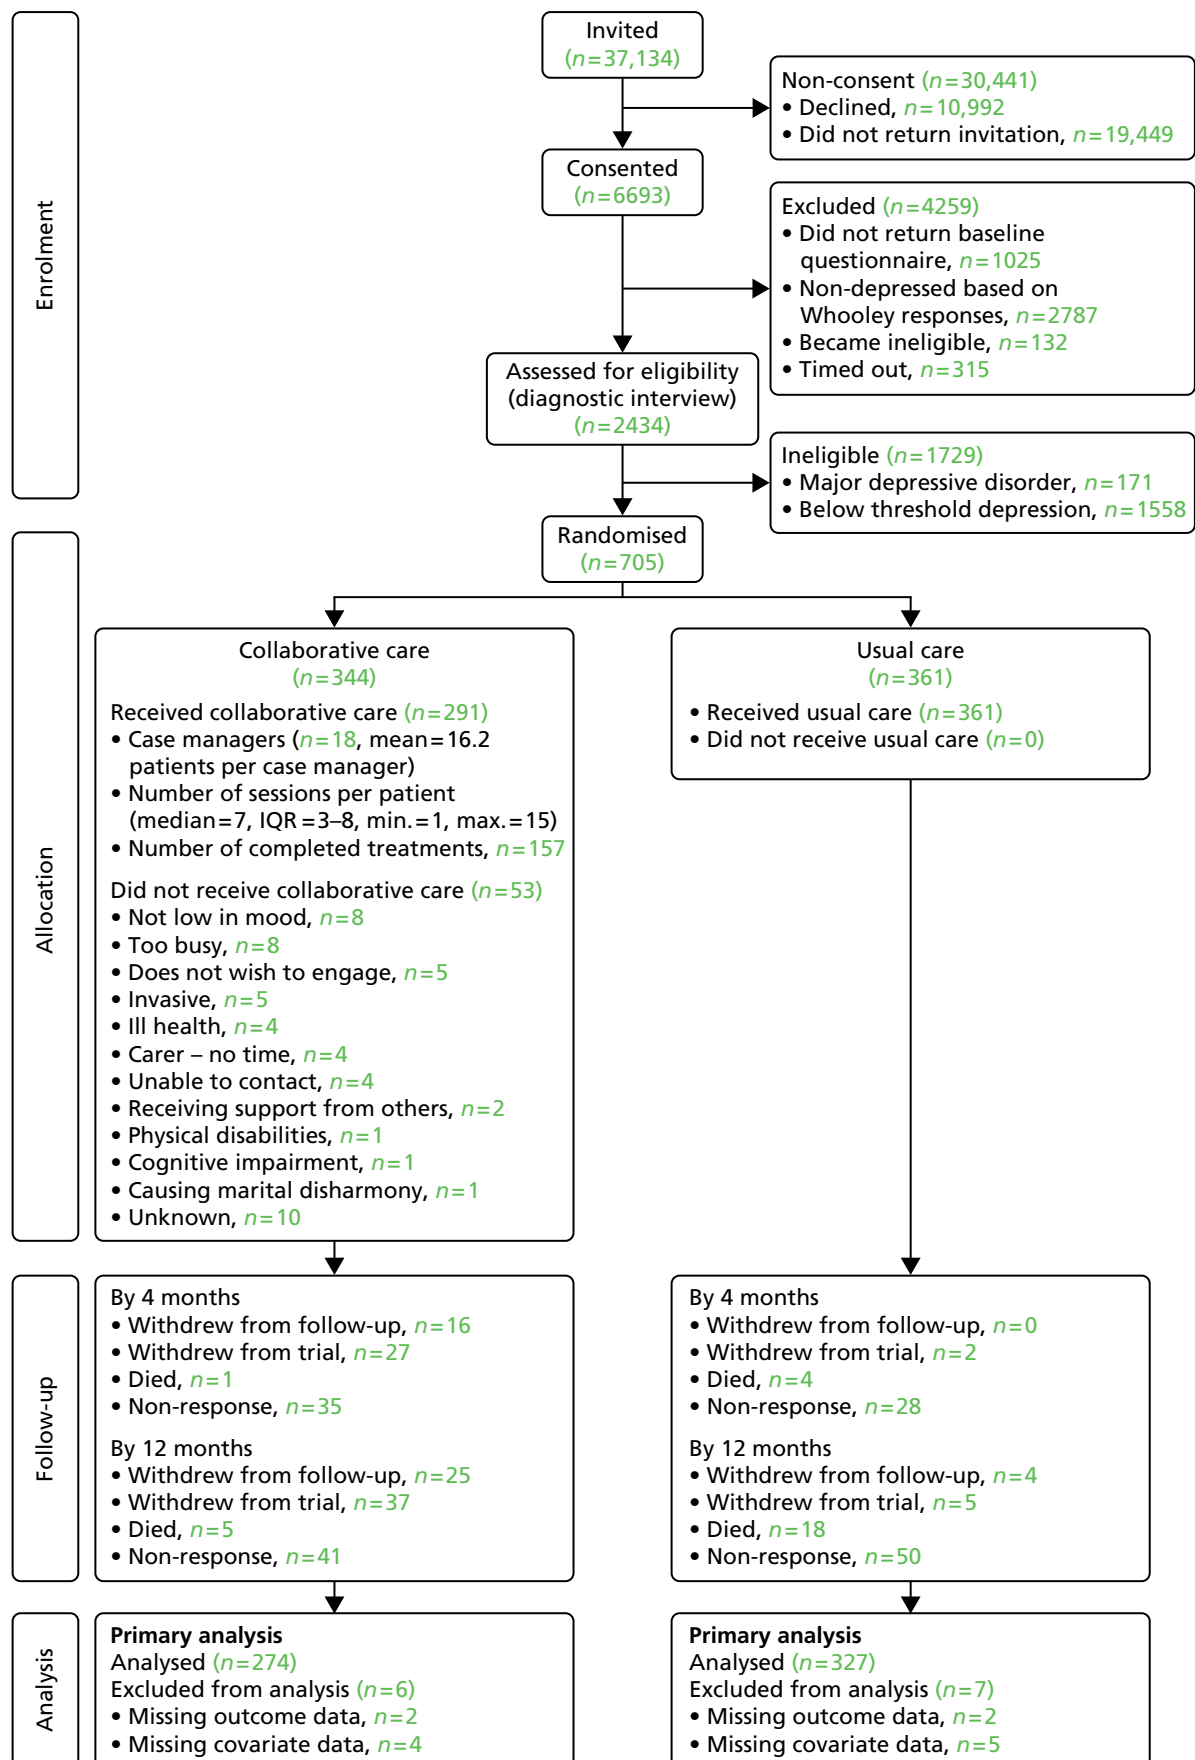 Enrolment
Invited
(n=37,134)
Non-consent (n=30,441)
• Declined, n=10,992
• Did not return invitation, n=19,449
Consented
(n=6693)
Excluded (n=4259)
• Did not return baseline
questionnaire, n=1025
• Non-depressed based on
Whooley responses, n=2787
• Became ineligible, n=132
• Timed out, n=315
Assessed for eligibility
(diagnostic interview)
(n=2434)
Ineligible (n=1729)
• Major depressive disorder, n=171
• Below threshold depression, n=1558
Allocation
Randomised
(n=705)
Collaborative care
(n=344)
Received collaborative care (n=291)
• Case managers (n=18, mean=16.2
patients per case manager)
• Number of sessions per patient
(median=7, IQR=3–8, min.=1, max.=15)
• Number of completed treatments, n=157
Did not receive collaborative care (n=53)
• Not low in mood, n=8
• Too busy, n=8
• Does not wish to engage, n=5
• Invasive, n=5
• Ill health, n=4
• Carer – no time, n=4
• Unable to contact, n=4
• Receiving support from others, n=2
• Physical disabilities, n=1
• Cognitive impairment, n=1
• Causing marital disharmony, n=1
• Unknown, n=10
Usual care
(n=361)
• Received usual care (n=361)
• Did not receive usual care (n=0)
Follow-up
By 4 months
• Withdrew from follow-up, n=16
• Withdrew from trial, n=27
• Died, n=1
• Non-response, n=35
By 12 months
• Withdrew from follow-up, n=25
• Withdrew from trial, n=37
• Died, n=5
• Non-response, n=41
By 4 months
• Withdrew from follow-up, n=0
• Withdrew from trial, n=2
• Died, n=4
• Non-response, n=28
By 12 months
• Withdrew from follow-up, n=4
• Withdrew from trial, n=5
• Died, n=18
• Non-response, n=50
Analysis
Primary analysis
Analysed (n=274)
Excluded from analysis (n=6)
• Missing outcome data, n=2
• Missing covariate data, n=4
Primary analysis
Analysed (n=327)
Excluded from analysis (n=7)
• Missing outcome data, n=2
• Missing covariate data, n=5